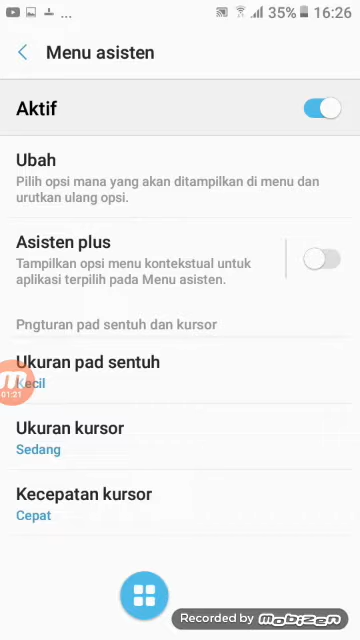 ... 35% 16:26
Menu asisten
Aktif
Ubah
Pilih opsi mana yang akan ditampilkan di menu dan
urutkan ulang opsi.
Asisten plus
Tampilkan opsi menu kontekstual untuk
aplikasi terpilih pada Menu asisten.
Pngturan pad sentuh dan kursor
Ukuran pad sentuh
Kecil
01:21
Ukuran kursor
Sedang
Kecepatan kursor
Cepat
Recorded by mobizen